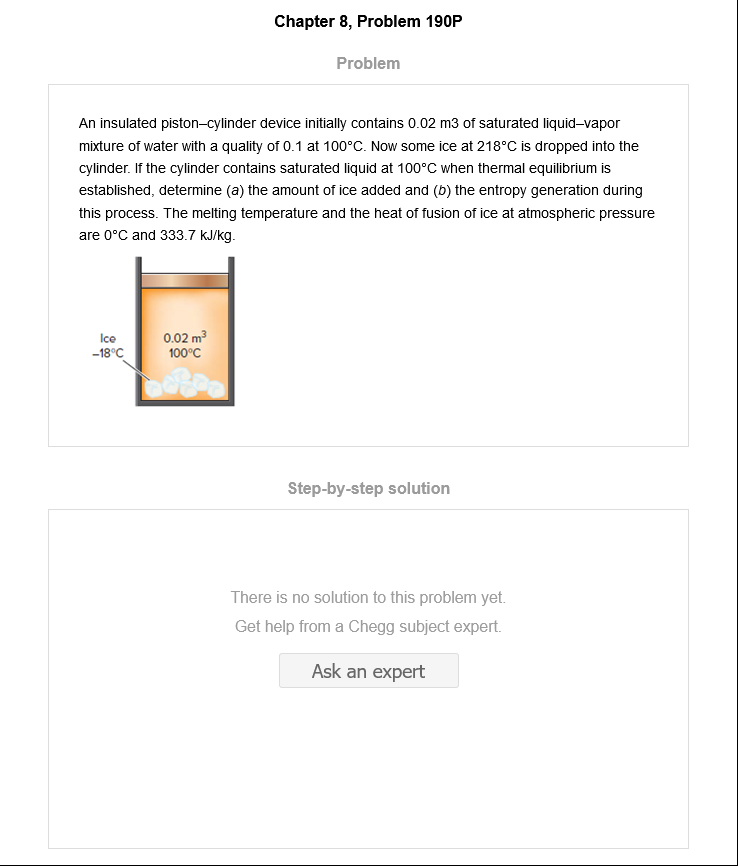 Chapter 8, Problem 190P
Problem
An insulated piston–cylinder device initially contains 0.02 m3 of saturated liquid–vapor
mixture of water with a quality of 0.1 at 100°C. Now some ice at 218°C is dropped into the
cylinder. If the cylinder contains saturated liquid at 100°C when thermal equilibrium is
established, determine (a) the amount of ice added and (b) the entropy generation during
this process. The melting temperature and the heat of fusion of ice at atmospheric pressure
are 0°C and 333.7 kJ/kg.
Ice
–18°C
0.02 m³
100°C
Step-by-step solution
There is no solution to this problem yet.
Get help from a Chegg subject expert.
Ask an expert